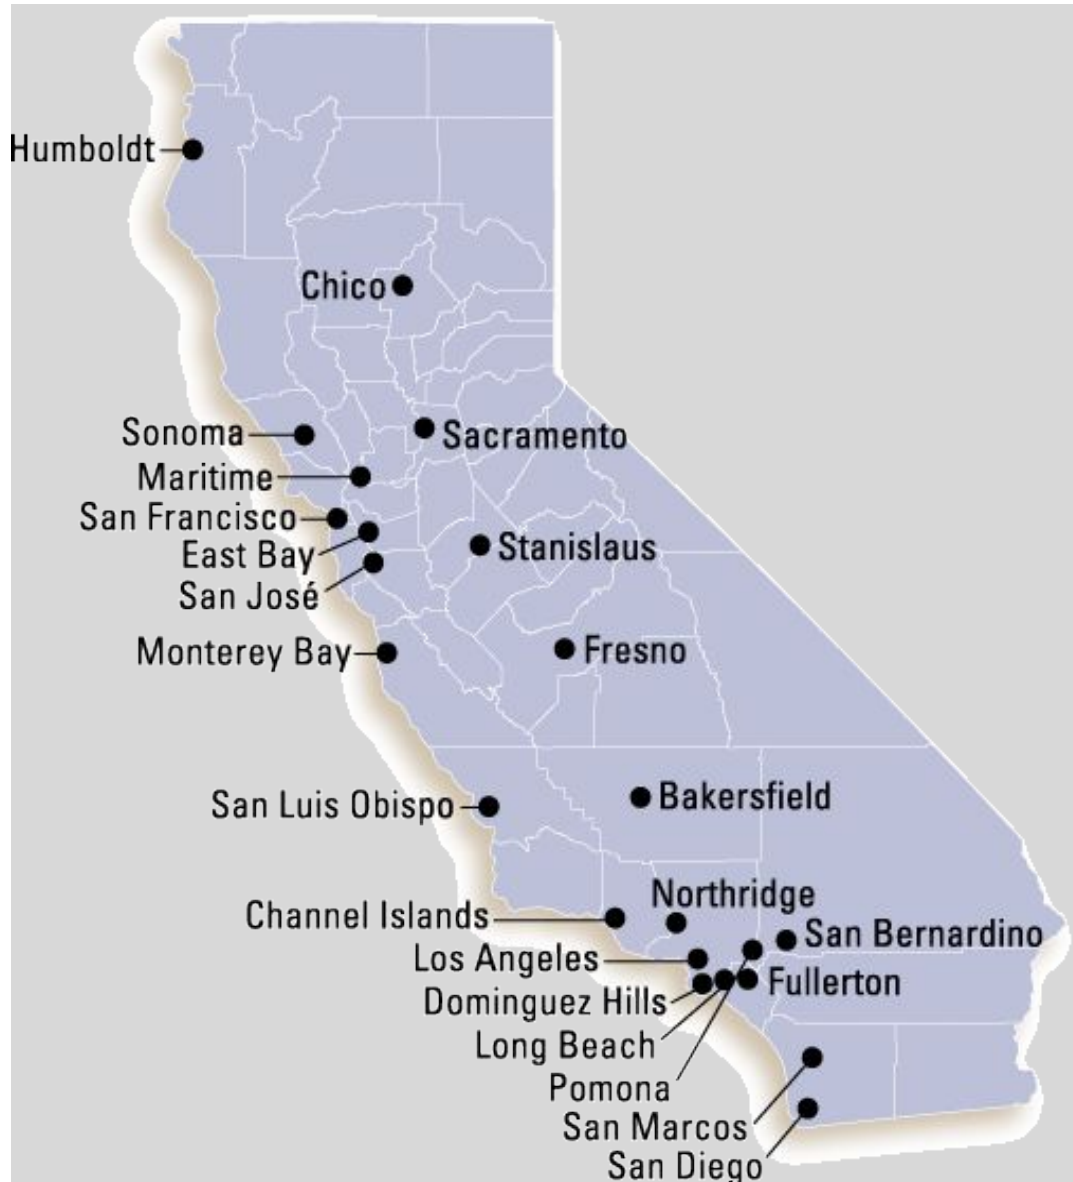 Humboldt
Chico
Sonoma
Sacramento
Maritime
San Francisco
East Bay
Stanislaus
San José
Monterey Bay
Fresno
San Luis Obispo
Bakersfield
Northridge
Channel Islands
San Bernardino
Los Angeles
Fullerton
Dominguez Hills
Long Beach
Pomona
San Marcos
San Diego